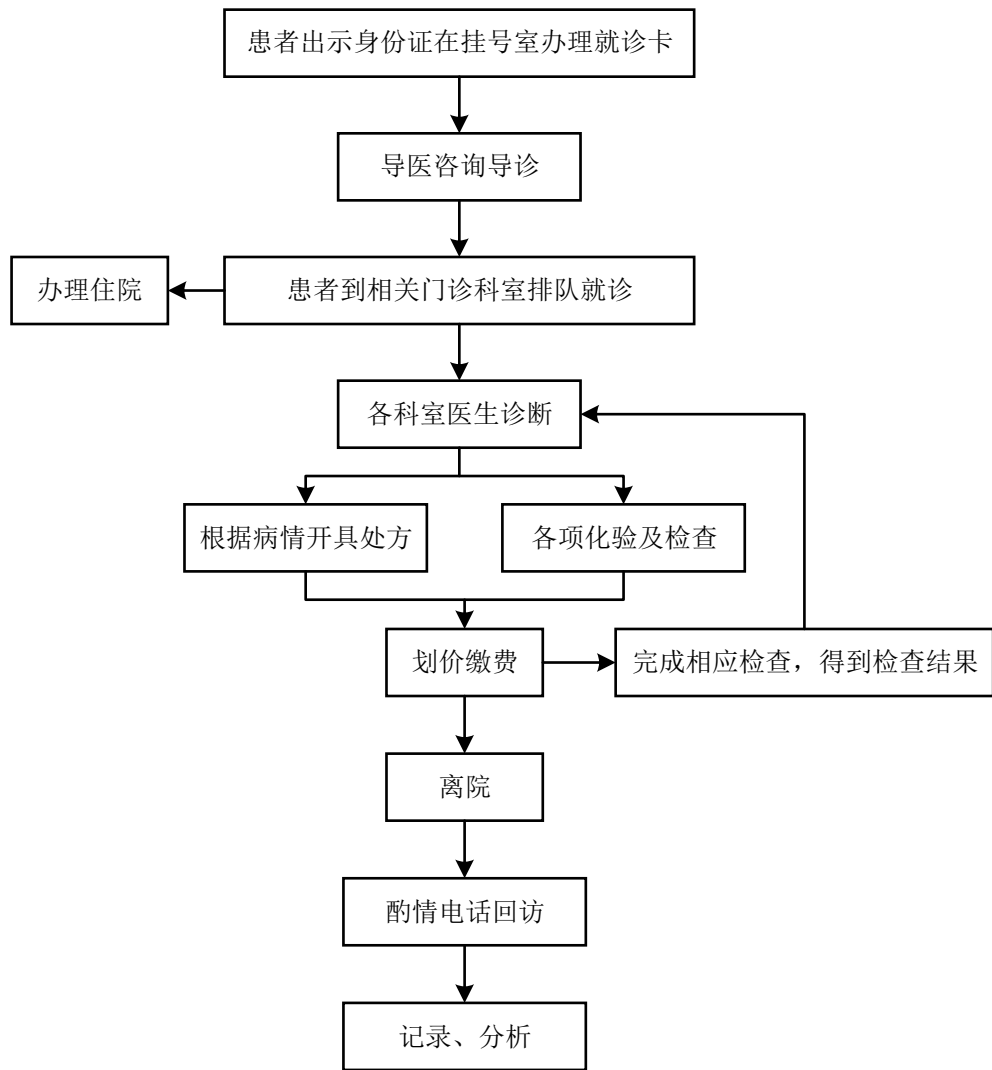 患者出示身份证在挂号室办理就诊卡
导医咨询导诊
办理住院
患者到相关门诊科室排队就诊
各科室医生诊断
根据病情开具处方
各项化验及检查
划价缴费
完成相应检查，得到检查结果
离院
酌情电话回访
记录、分析